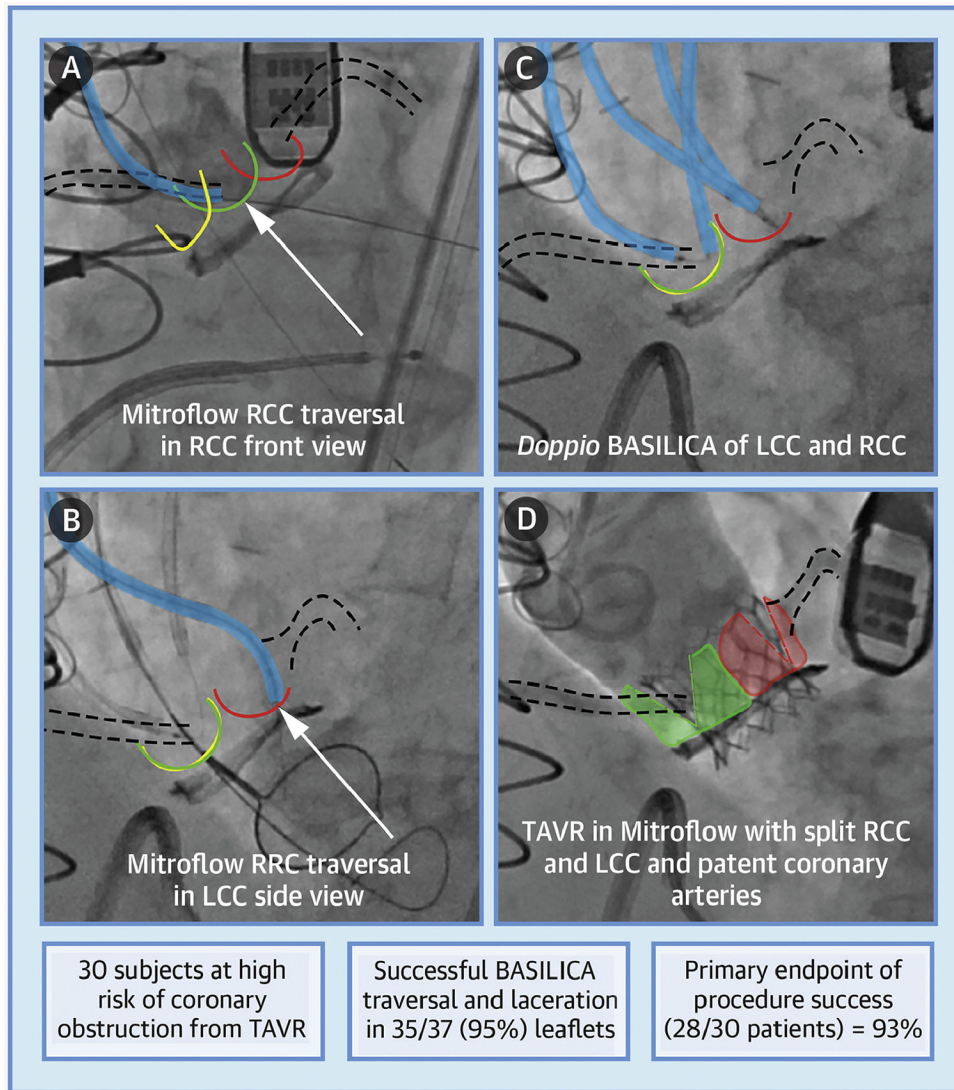 A
Mitroflow RCC traversal
in RCC front view
B
Mitroflow RRC traversal
in LCC side view
C
Doppio BASILICA of LCC and RCC
D
TAVR in Mitroflow with split RCC
and LCC and patent coronary
arteries
30 subjects at high
risk of coronary
obstruction from TAVR
Successful BASILICA
traversal and laceration
in 35/37 (95%) leaflets
Primary endpoint of
procedure success
(28/30 patients) = 93%